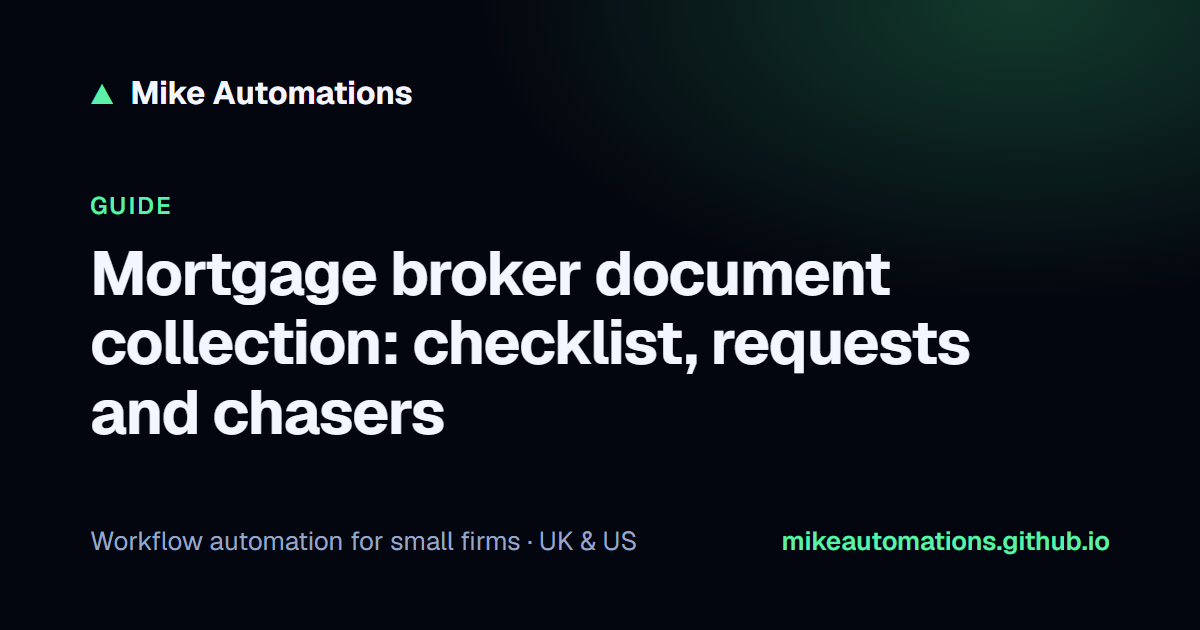 Mike Automations
GUIDE
Mortgage broker document
collection: checklist, requests
and chasers
Workflow automation for small firms · UK & US
mikeautomations.github.io